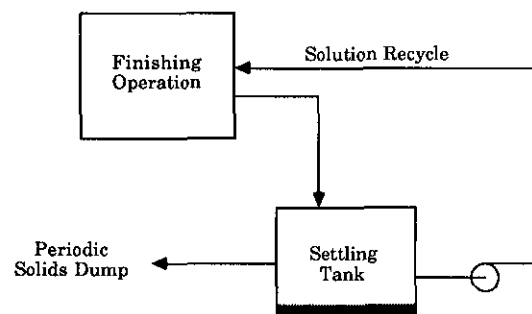 Finishing
Operation
Solution Recycle
Periodic
Solids Dump
Settling
Tank